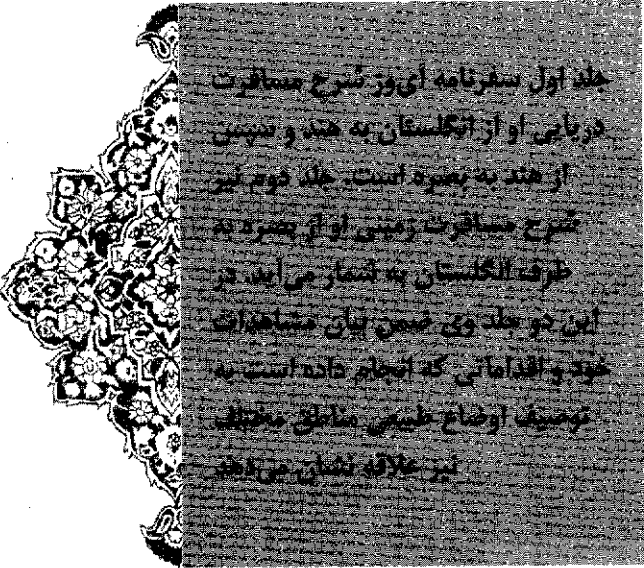 جلد اول سفرنامه آی‌وز شرح مسافرت
دریایی او از انگلستان به هند و سپس
از هند به بصره است. جلد دوم نیز
شرح مسافرت زمینی او از بصره به
طرف انگلستان به شمار می‌آید. در
این دو جلد وی ضمن بیان مشاهدات
خود و اقداماتی که انجام داده است به
توصیف اوضاع طبیعی مناطق مختلف
نیز علاقه نشان می‌دهد